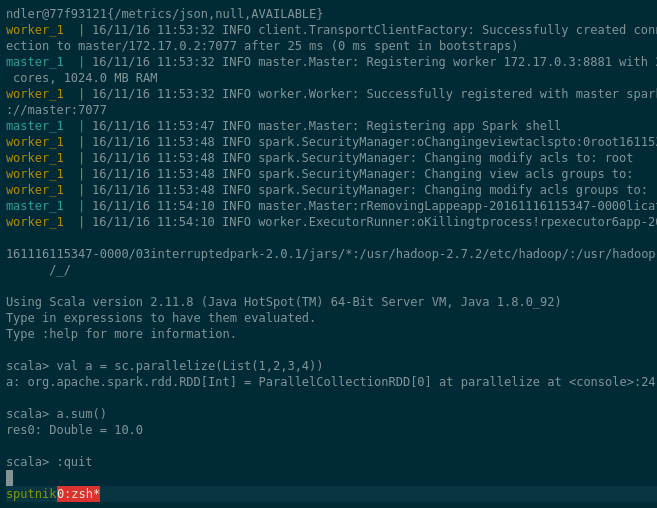 ndler@77f93121{/metrics/json,null,AVAILABLE}
worker_1  | 16/11/16 11:53:32 INFO client.TransportClientFactory: Successfully created conn
ection to master/172.17.0.2:7077 after 25 ms (0 ms spent in bootstraps)
master_1  | 16/11/16 11:53:32 INFO master.Master: Registering worker 172.17.0.3:8881 with
 cores, 1024.0 MB RAM
worker_1  | 16/11/16 11:53:32 INFO worker.Worker: Successfully registered with master spark
://master:7077
master_1  | 16/11/16 11:53:47 INFO master.Master: Registering app Spark shell
worker_1  | 16/11/16 11:53:48 INFO spark.SecurityManager:oChangingeviewtaclspto:0root16115
worker_1  | 16/11/16 11:53:48 INFO spark.SecurityManager: Changing modify acls to: root
worker_1  | 16/11/16 11:53:48 INFO spark.SecurityManager: Changing view acls groups to:
worker_1  | 16/11/16 11:53:48 INFO spark.SecurityManager: Changing modify acls groups to:
master_1  | 16/11/16 11:54:10 INFO master.Master:rRemovingLappeapp-20161116115347-0000licat
worker_1  | 16/11/16 11:54:10 INFO worker.ExecutorRunner:oKillingtprocess!rpexecutor6app-20
161116115347-0000/03interruptedpark-2.0.1/jars/*:/usr/hadoop-2.7.2/etc/hadoop/:/usr/hadoop
      /_/
Using Scala version 2.11.8 (Java HotSpot(TM) 64-Bit Server VM, Java 1.8.0_92)
Type in expressions to have them evaluated.
Type :help for more information.
scala> val a = sc.parallelize(List(1,2,3,4))
a: org.apache.spark.rdd.RDD[Int] = ParallelCollectionRDD[0] at parallelize at <console>:24
scala> a.sum()
res0: Double = 10.0
scala> :quit
sputnik 0:zsh*